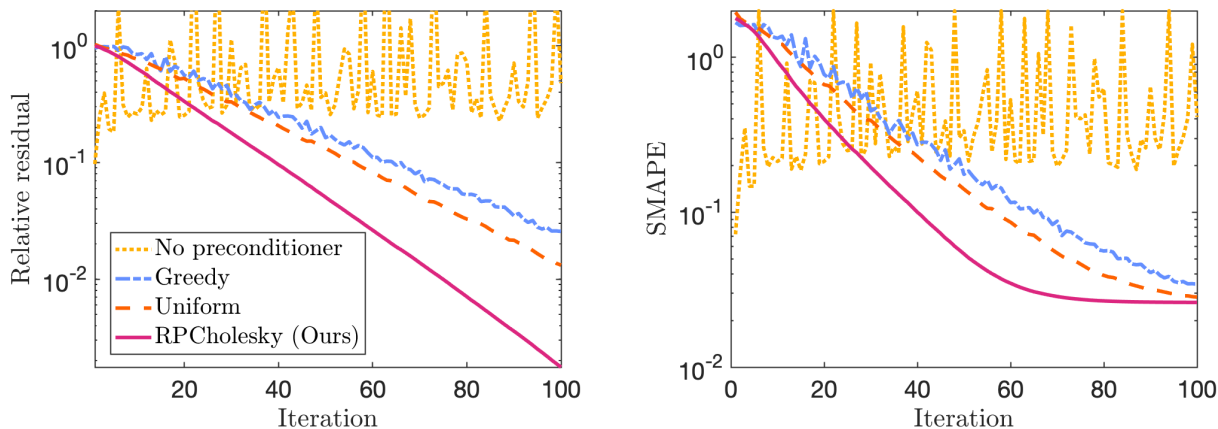 Relative residual
10^0
10^-1
10^-2
20 40 60 80 100
Iteration
No preconditioner
Greedy
Uniform
RPCholesky (Ours)
SMAPE
10^0
10^-1
10^-2
0 20 40 60 80 100
Iteration